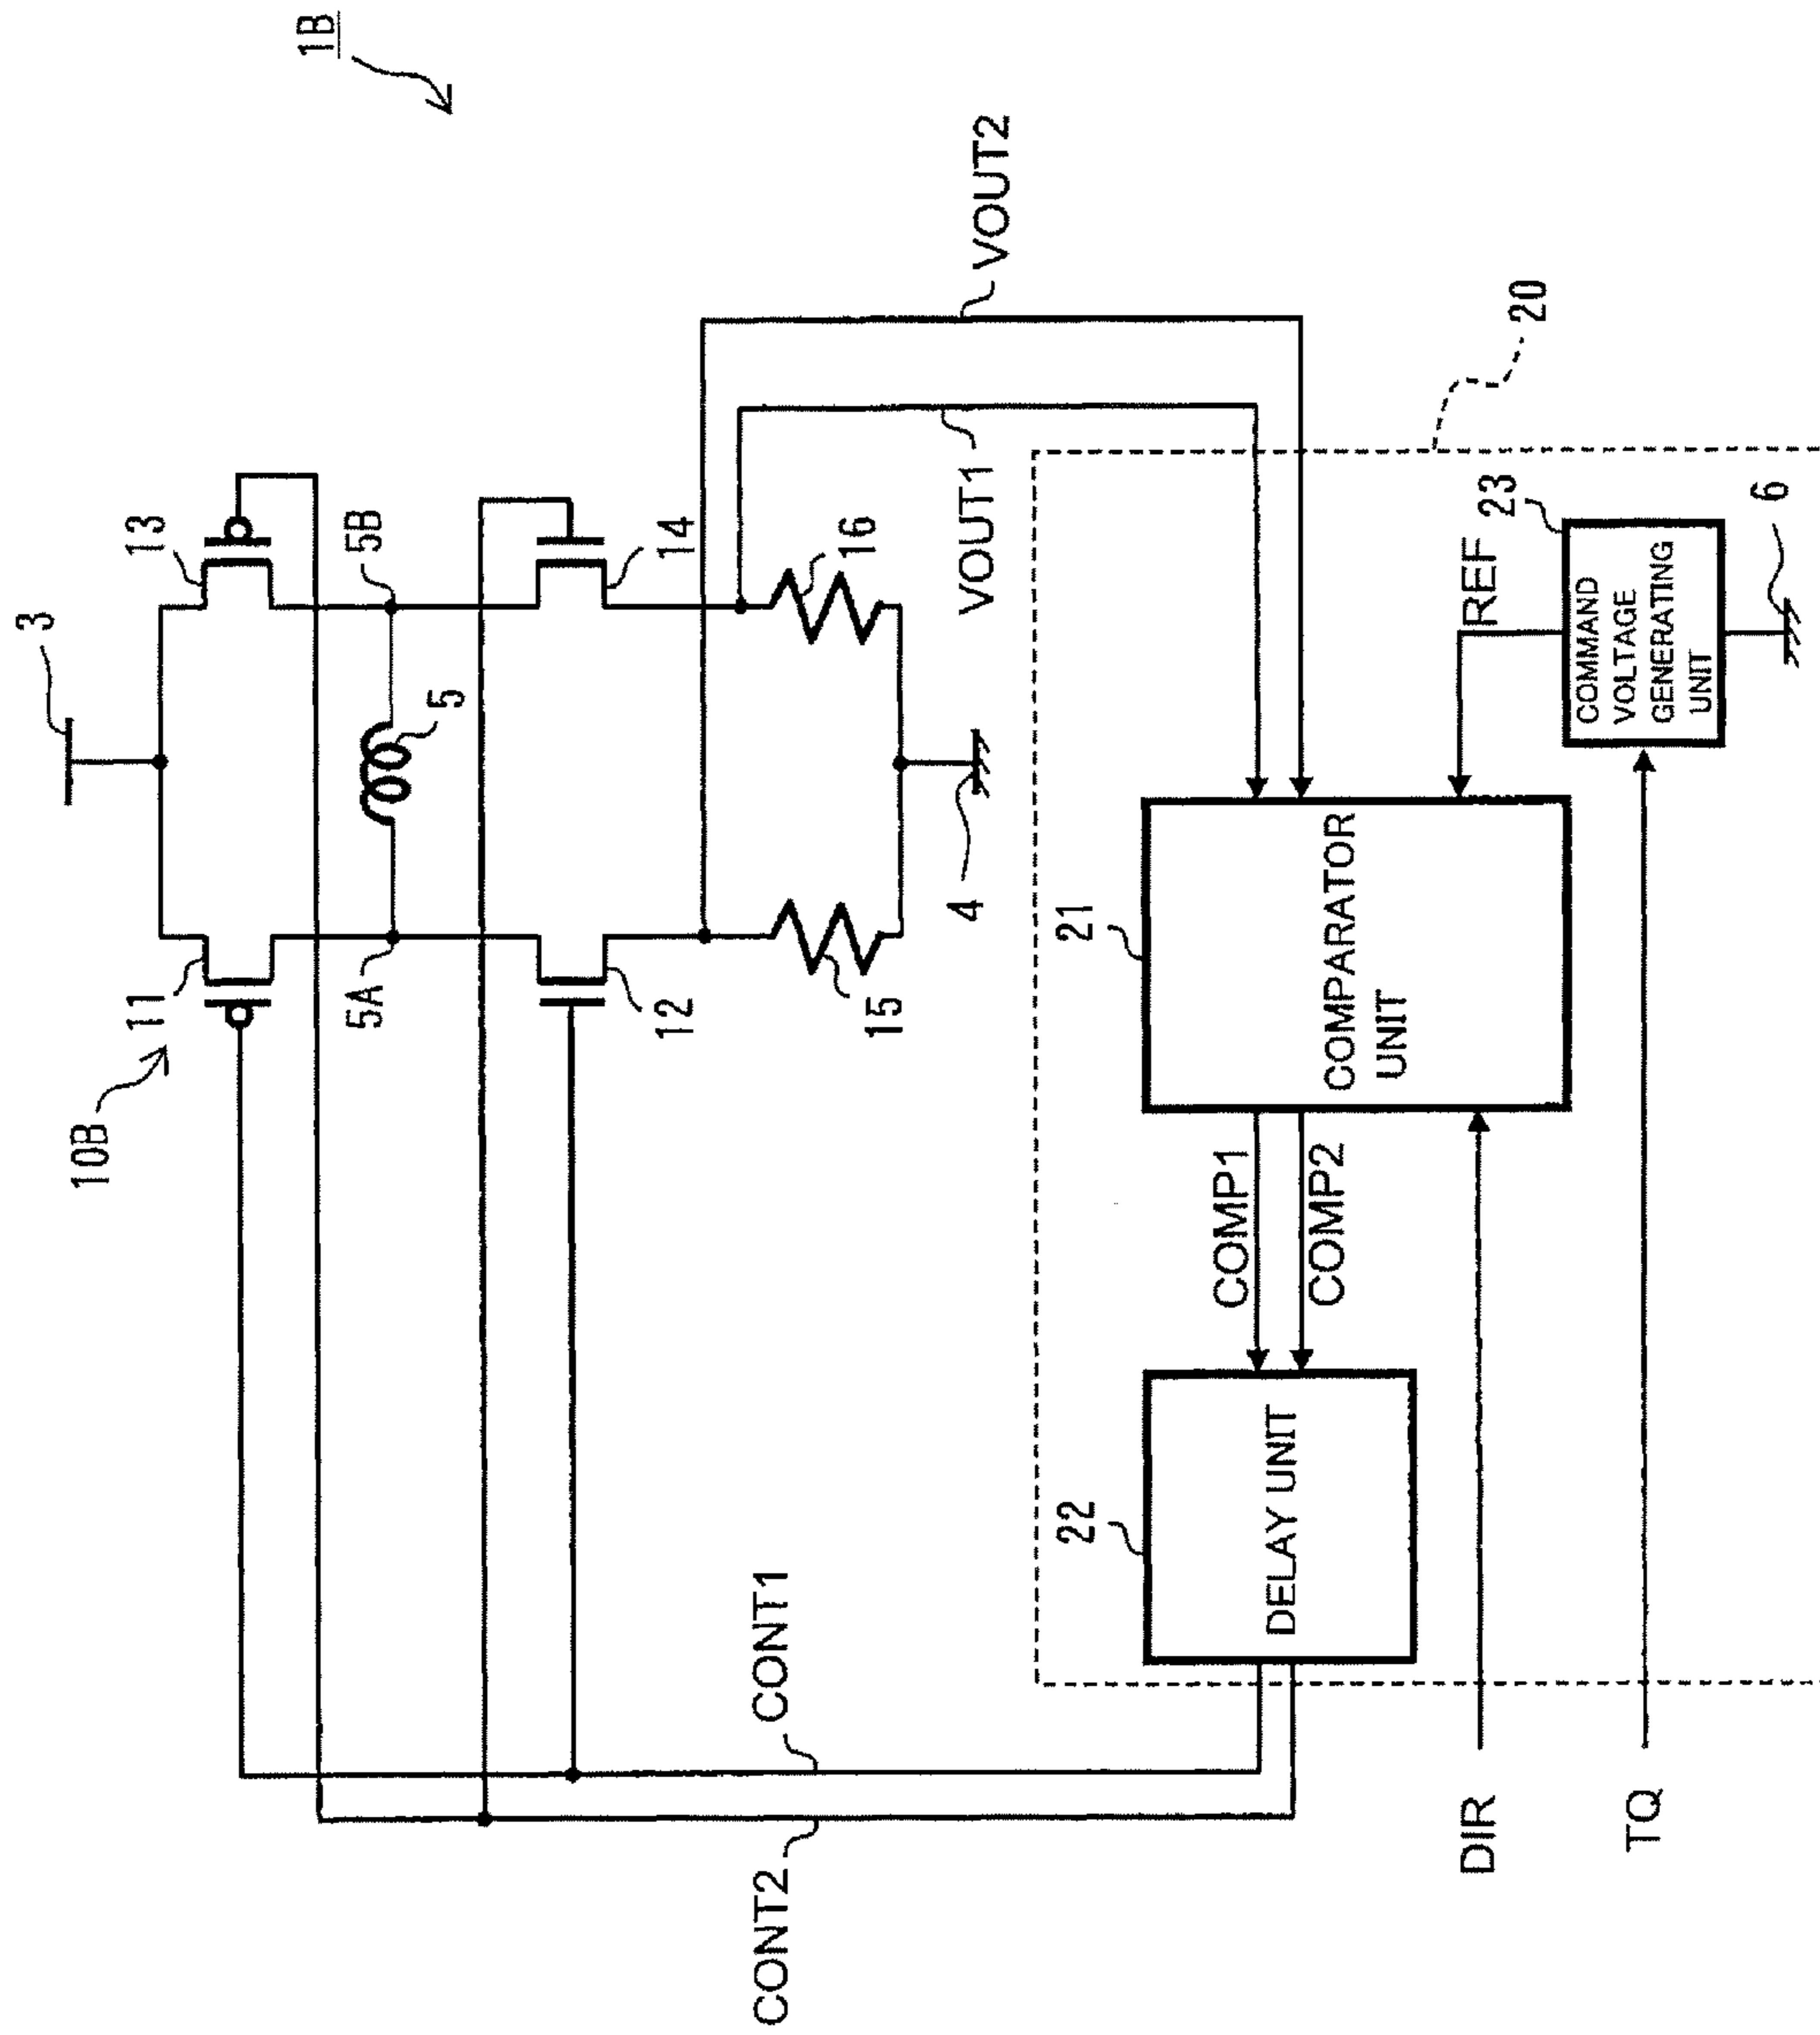 1B
3
10B
11
13
5A
5
5B
12
14
15
16
4
VOUT1
VOUT2
CONT1
CONT2
20
22
DELAY UNIT
COMP1
COMP2
21
COMPARATOR
UNIT
REF
23
COMMAND
VOLTAGE
GENERATING
UNIT
6
DIR
TQ